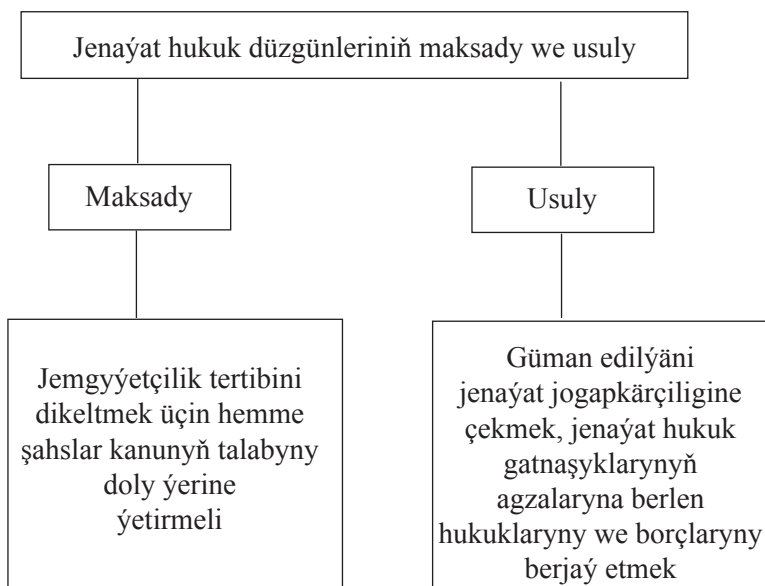 Jenaýat hukuk düzgünleriniň maksady we usuly
Maksady
Usuly
Jemgyýetçilik tertibini
dikeltmek üçin hemme
şahslar kanunyň talabyny
doly ýerine
ýetirmeli
Güman edilýäni
jenaýat jogapkärçiligine
çekmek, jenaýat hukuk
gatnaşyklarynyň
agzalaryna berlen
hukuklaryny we borçlaryny
berjaý etmek